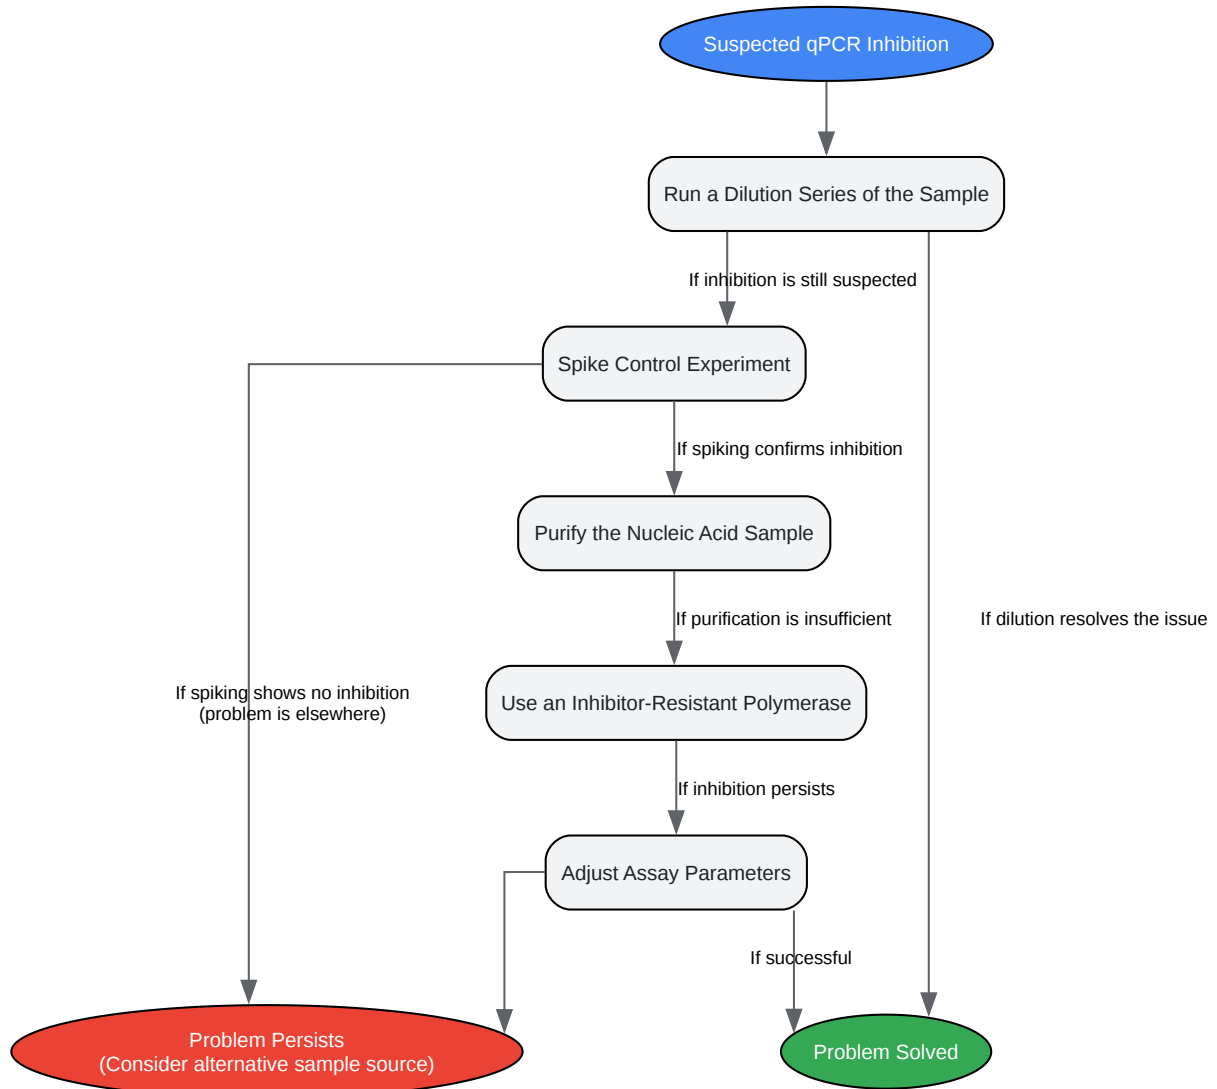 Suspected qPCR Inhibition
Run a Dilution Series of the Sample
If inhibition is still suspected
Spike Control Experiment
If spiking confirms inhibition
Purify the Nucleic Acid Sample
If purification is insufficient
If dilution resolves the issue
If spiking shows no inhibition
(problem is elsewhere)
Use an Inhibitor-Resistant Polymerase
If inhibition persists
Adjust Assay Parameters
If successful
Problem Persists
(Consider alternative sample source)
Problem Solved